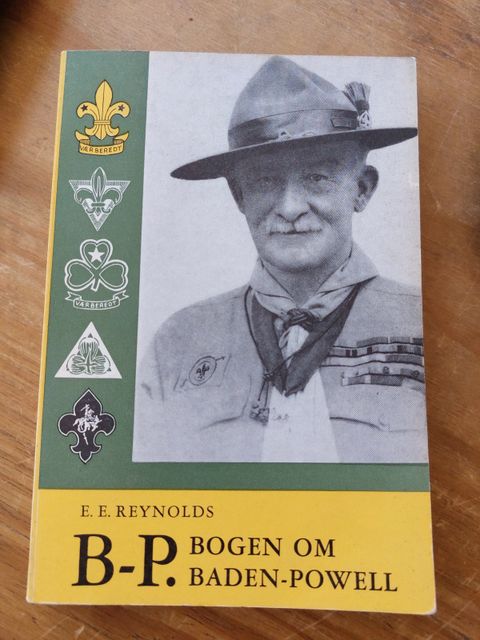 VÆR BEREDT
VÆR BEREDT
E. E. REYNOLDS
B-P. BOGEN OM
BADEN-POWELL